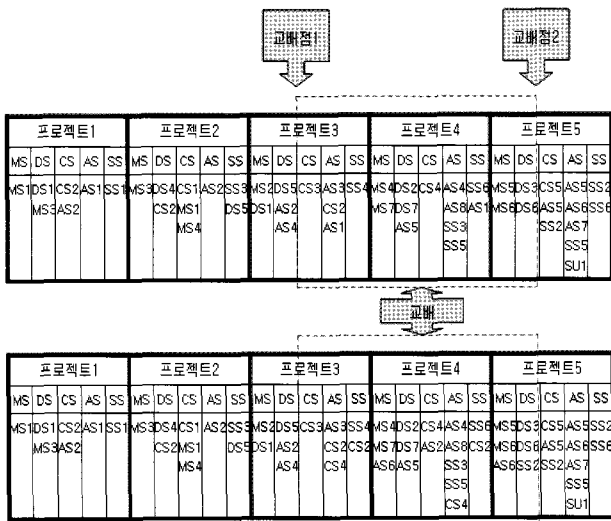 교배점1 교배점2
프로젝트1 프로젝트2 프로젝트3 프로젝트4 프로젝트5
MS DS CS AS SS MS DS CS AS SS MS DS CS AS SS MS DS CS AS SS MS DS CS AS SS
MS1 DS1 CS2 AS1 SS1 MS3 DS4 CS1 AS2 SS3 MS2 DS5 CS3 AS3 SS4 MS4 DS2 CS4 AS4 SS6 MS5 DS3 CS5 AS5 SS2
MS3 AS2 CS2 MS1 DS5 DS1 AS2 CS2 MS7 DS7 AS8 AS1 MS6 DS6 AS5 AS6 SS6
MS4 AS4 AS1 AS5 SS3 SS2 AS7
SS5 SS5
SU1
교배
프로젝트1 프로젝트2 프로젝트3 프로젝트4 프로젝트5
MS DS CS AS SS MS DS CS AS SS MS DS CS AS SS MS DS CS AS SS MS DS CS AS SS
MS1 DS1 CS2 AS1 SS1 MS3 DS4 CS1 AS2 SS3 MS2 DS5 CS3 AS3 SS4 MS4 DS2 CS4 AS4 SS6 MS5 DS3 CS5 AS5 SS2
MS3 AS2 CS2 MS1 DS5 DS1 AS2 CS2 CS2 MS7 DS7 AS2 AS8 CS2 MS6 DS6 AS5 AS6 SS6
MS4 AS4 CS4 AS6 AS5 SS3 AS6 SS2 SS2 AS7
SS5 SS5
CS4 SU1